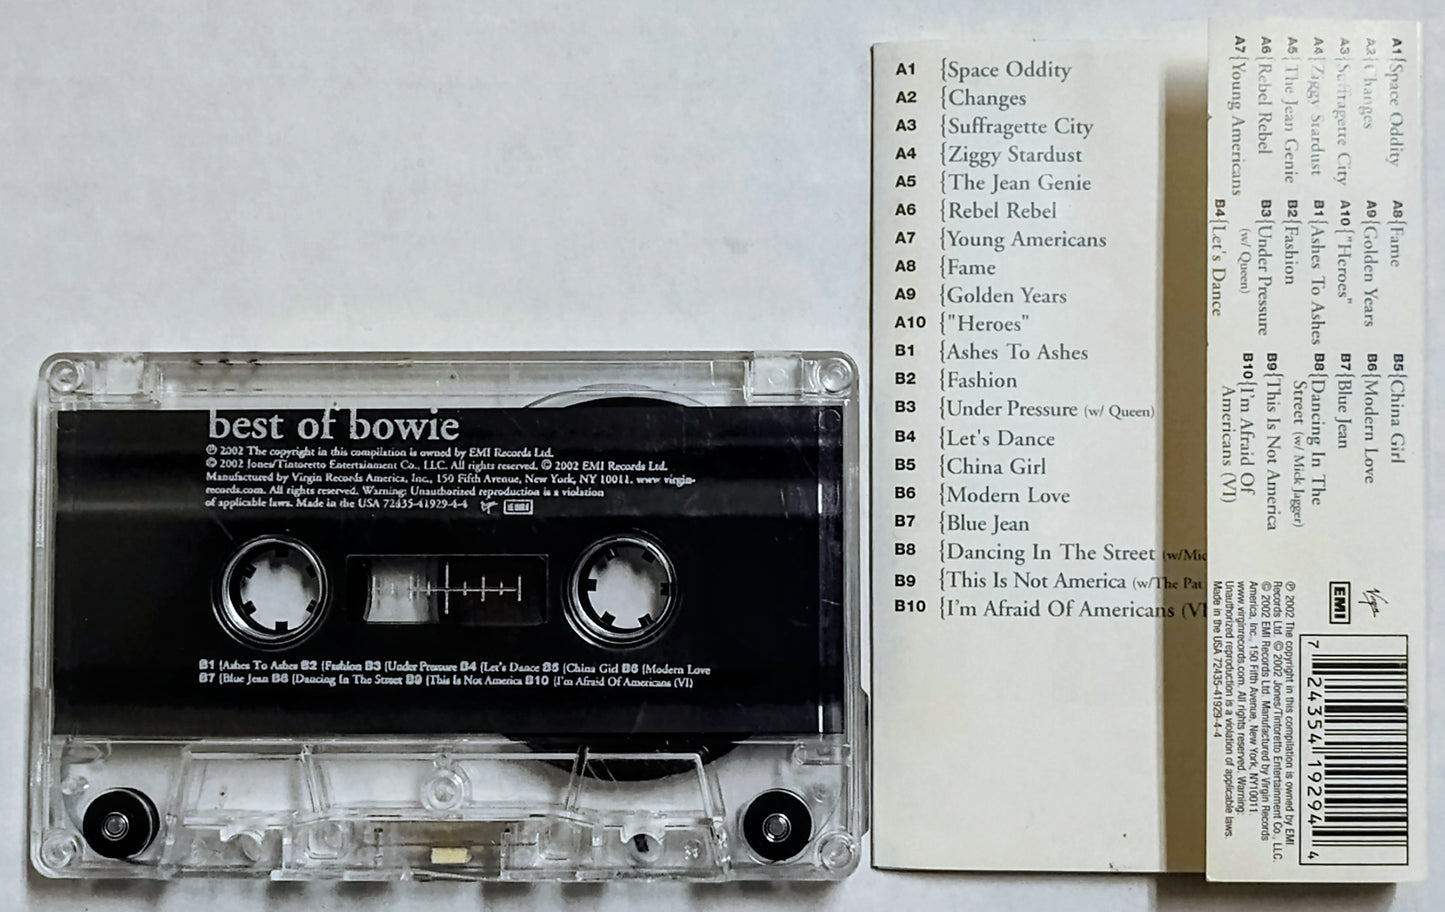 best of bowie
℗ 2002 The copyright in this compilation is owned by EMI Records Ltd.
© 2002 Jones/Tintoretto Entertainment Co., LLC. All rights reserved. © 2002 EMI Records Ltd.
Manufactured by Virgin Records America, Inc., 150 Fifth Avenue, New York, NY 10011. www.virgin-
records.com. All rights reserved. Warning: Unauthorized reproduction is a violation
of applicable laws. Made in the USA 72435-41929-4-4
B1 {Ashes To Ashes B2 {Fashion B3 {Under Pressure B4 {Let's Dance B5 {China Girl B6 {Modern Love
B7 {Blue Jean B8 {Dancing In The Street B9 {This Is Not America B10 {I'm Afraid Of Americans (VI)
A1 {Space Oddity
A2 {Changes
A3 {Suffragette City
A4 {Ziggy Stardust
A5 {The Jean Genie
A6 {Rebel Rebel
A7 {Young Americans
A8 {Fame
A9 {Golden Years
A10 {"Heroes"
B1 {Ashes To Ashes
B2 {Fashion
B3 {Under Pressure (w/ Queen)
B4 {Let's Dance
B5 {China Girl
B6 {Modern Love
B7 {Blue Jean
B8 {Dancing In The Street (w/Mic
B9 {This Is Not America (w/The Pat
B10 {I'm Afraid Of Americans (VI
A1{Space Oddity
A2{Changes
A3{Suffragette City
A4{Ziggy Stardust
A5{The Jean Genie
A6{Rebel Rebel
A7{Young Americans
A8{Fame
A9{Golden Years
A10{"Heroes"
B1{Ashes To Ashes
B2{Fashion
B3{Under Pressure
(w/ Queen)
B4{Let's Dance
B5{China Girl
B6{Modern Love
B7{Blue Jean
B8{Dancing In The
Street (w/ Mick Jagger)
B9{This Is Not America
B10{I'm Afraid Of
Americans (VI)
Virgin
EMI
℗ 2002 The copyright in this compilation is owned by EMI
Records Ltd. © 2002 Jones/Tintoretto Entertainment Co., LLC.
© 2002 EMI Records Ltd. Manufactured by Virgin Records
America, Inc., 150 Fifth Avenue, New York, NY10011.
www.virginrecords.com. All rights reserved. Warning:
Unauthorized reproduction is a violation of applicable laws.
Made in the USA 72435-41929-4-4
7 24354 19294 4